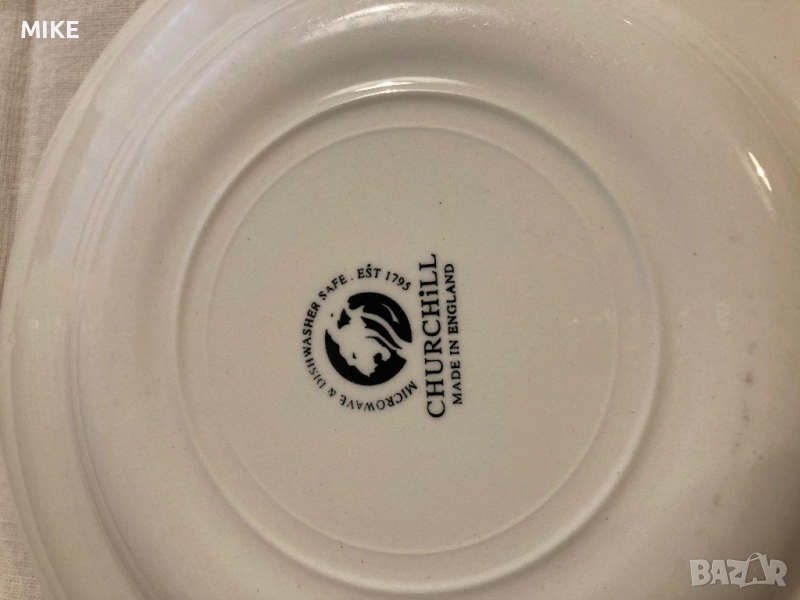 MIKE
MICROWAVE & DISHWASHER SAFE . EST 1795
CHURCHiLL
MADE IN ENGLAND
BAZAR